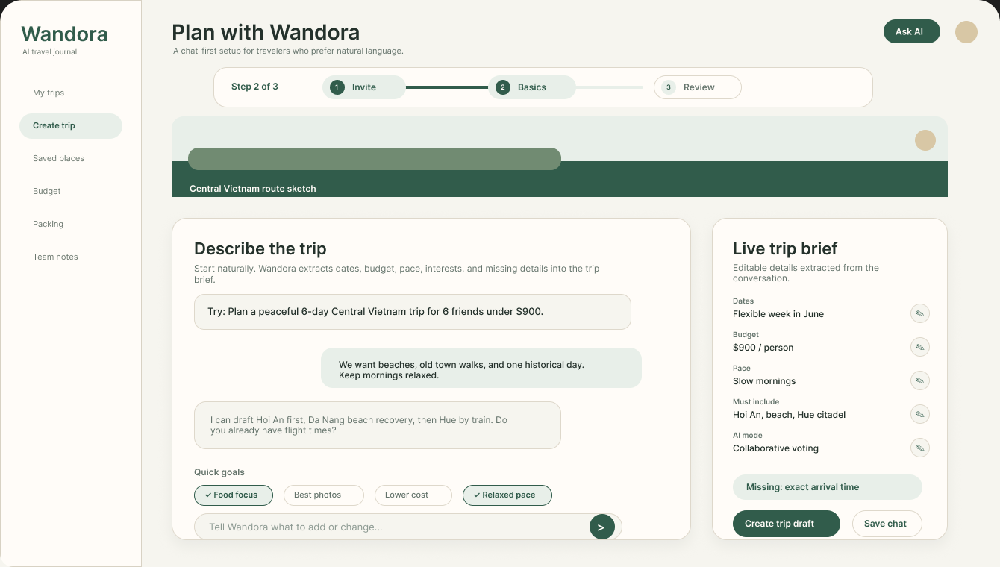 Wandora
AI travel journal
My trips
Create trip
Saved places
Budget
Packing
Team notes
Plan with Wandora
A chat-first setup for travelers who prefer natural language.
Ask AI
Step 2 of 3
1 Invite
2 Basics
3 Review
Central Vietnam route sketch
Describe the trip
Start naturally. Wandora extracts dates, budget, pace, interests, and missing details into the trip
brief.
Try: Plan a peaceful 6-day Central Vietnam trip for 6 friends under $900.
We want beaches, old town walks, and one historical day.
Keep mornings relaxed.
I can draft Hoi An first, Da Nang beach recovery, then Hue by train. Do
you already have flight times?
Quick goals
✓ Food focus
Best photos
Lower cost
✓ Relaxed pace
Tell Wandora what to add or change...
>
Live trip brief
Editable details extracted from the
conversation.
Dates
Flexible week in June
Budget
$900 / person
Pace
Slow mornings
Must include
Hoi An, beach, Hue citadel
AI mode
Collaborative voting
Missing: exact arrival time
Create trip draft
Save chat